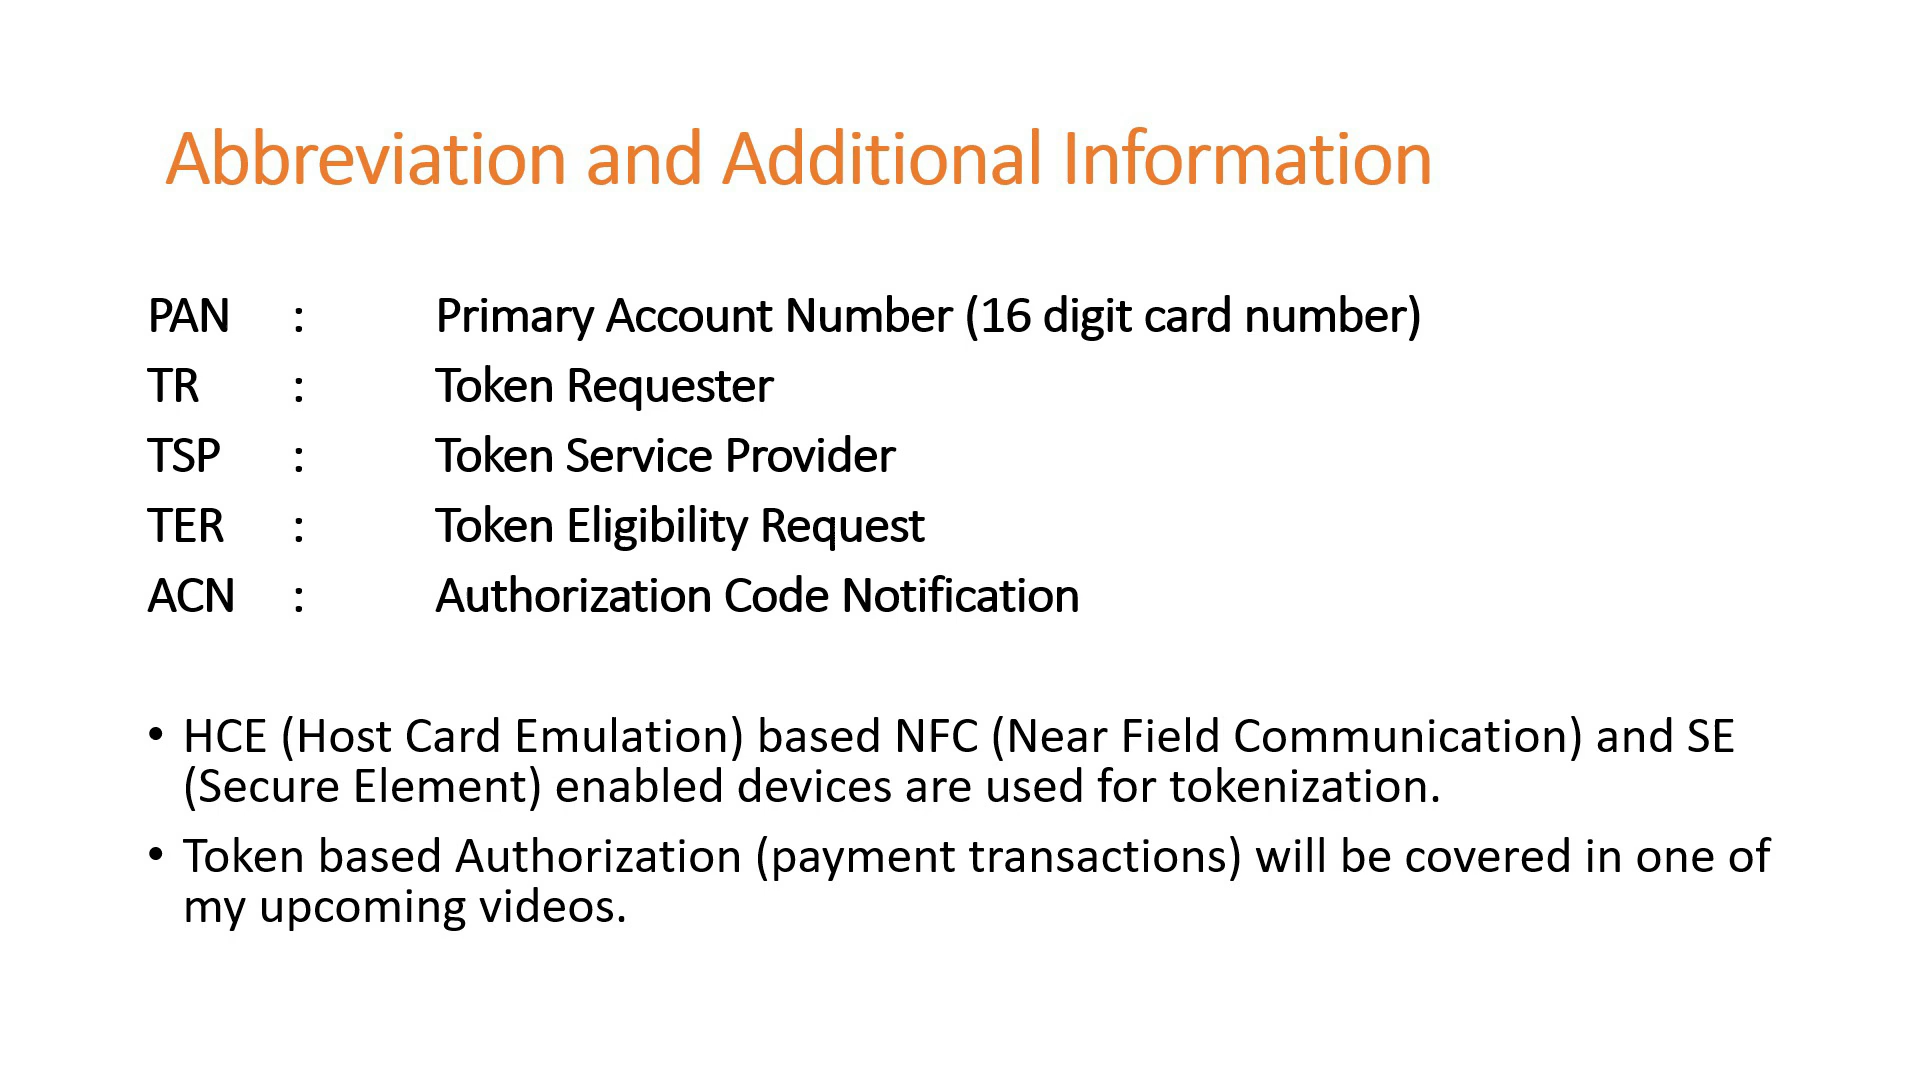 Abbreviation and Additional Information
PAN : Primary Account Number (16 digit card number)
TR : Token Requester
TSP : Token Service Provider
TER : Token Eligibility Request
ACN : Authorization Code Notification
• HCE (Host Card Emulation) based NFC (Near Field Communication) and SE
(Secure Element) enabled devices are used for tokenization.
• Token based Authorization (payment transactions) will be covered in one of
my upcoming videos.